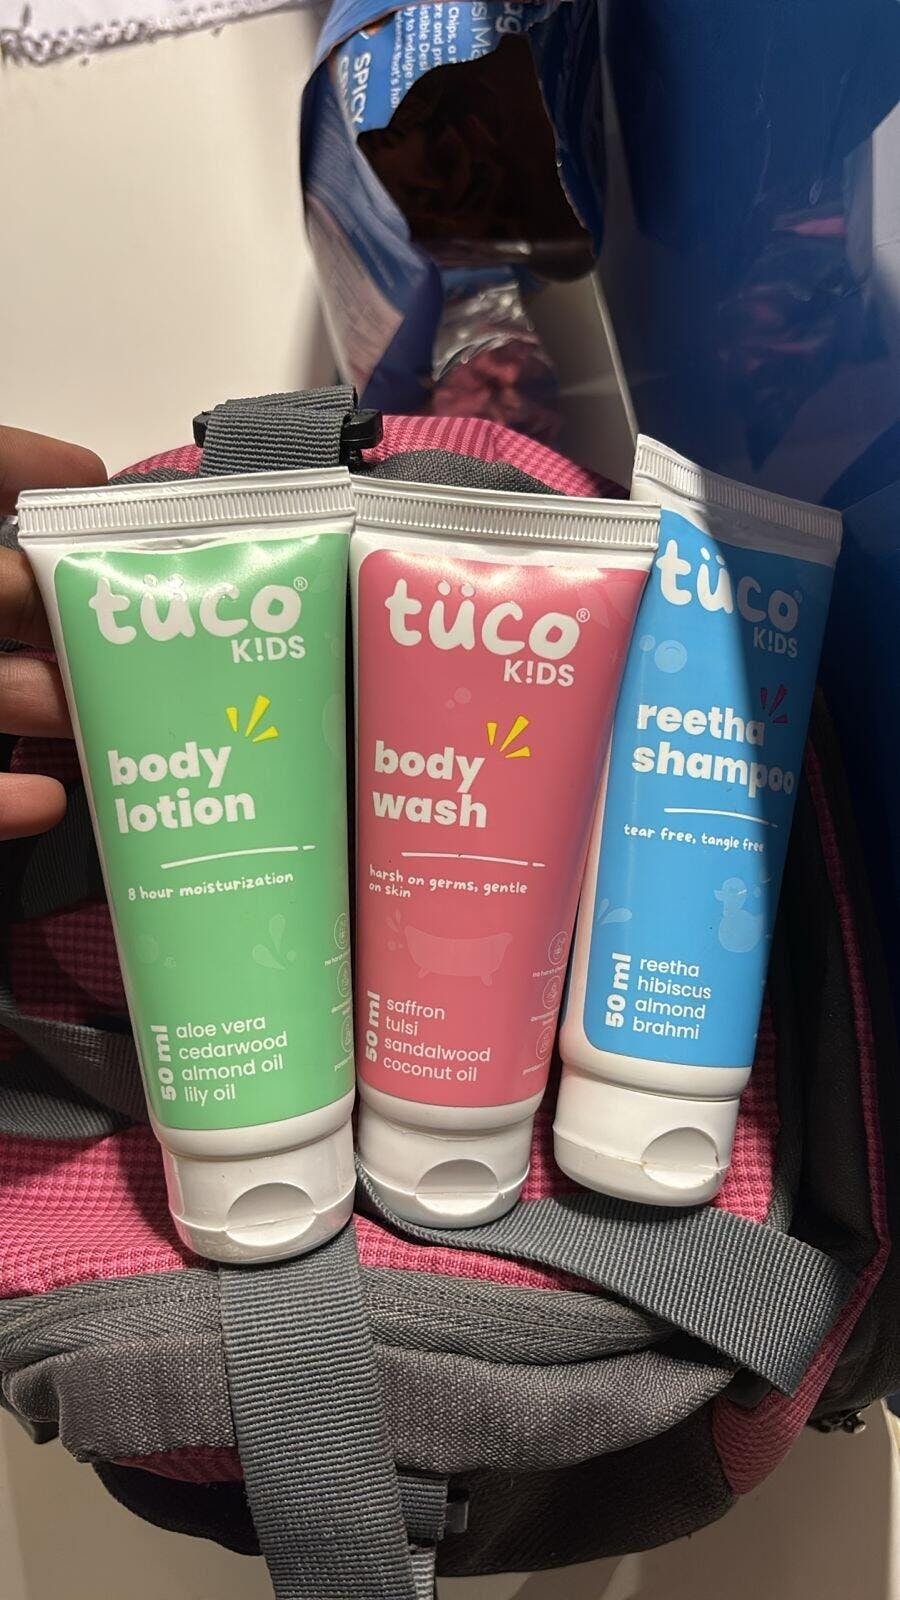 SPICY
tüco®
K!DS
body
lotion
8 hour moisturization
50 ml
aloe vera
cedarwood
almond oil
lily oil
tüco®
K!DS
body
wash
harsh on germs, gentle
on skin
50 ml
saffron
tulsi
sandalwood
coconut oil
tüco
K!DS
reetha
shampoo
tear free, tangle free
50 ml
reetha
hibiscus
almond
brahmi